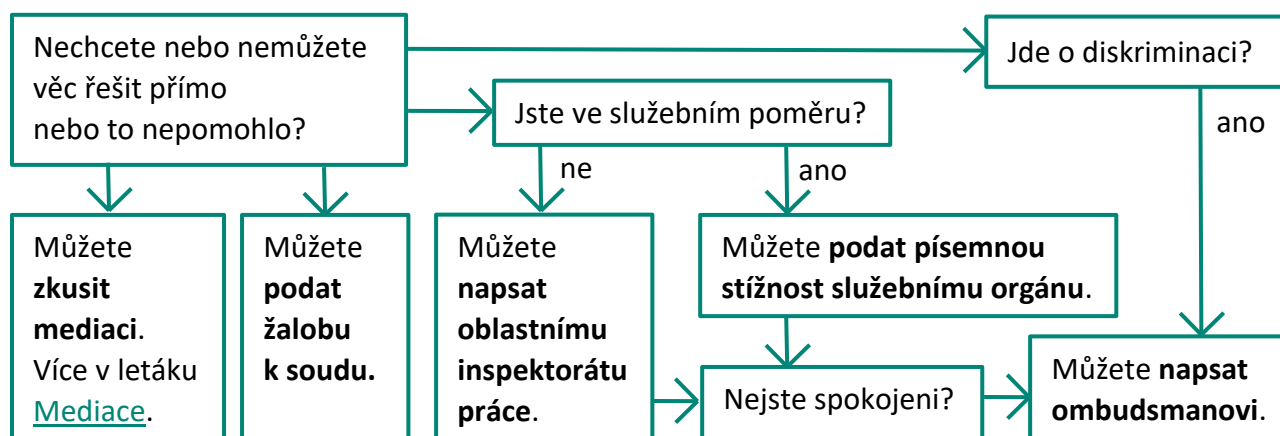 Nechcete nebo nemůžete
věc řešit přímo
nebo to nepomohlo?
Jde o diskriminaci?
Jste ve služebním poměru?
ano
ne
ano
Můžete
zkusit
mediaci.
Více v letáku
Mediace.
Můžete
podat
žalobu
k soudu.
Můžete
napsat
oblastnímu
inspektorátu
práce.
Můžete podat písemnou
stížnost služebnímu orgánu.
Nejste spokojeni?
Můžete napsat
ombudsmanovi.